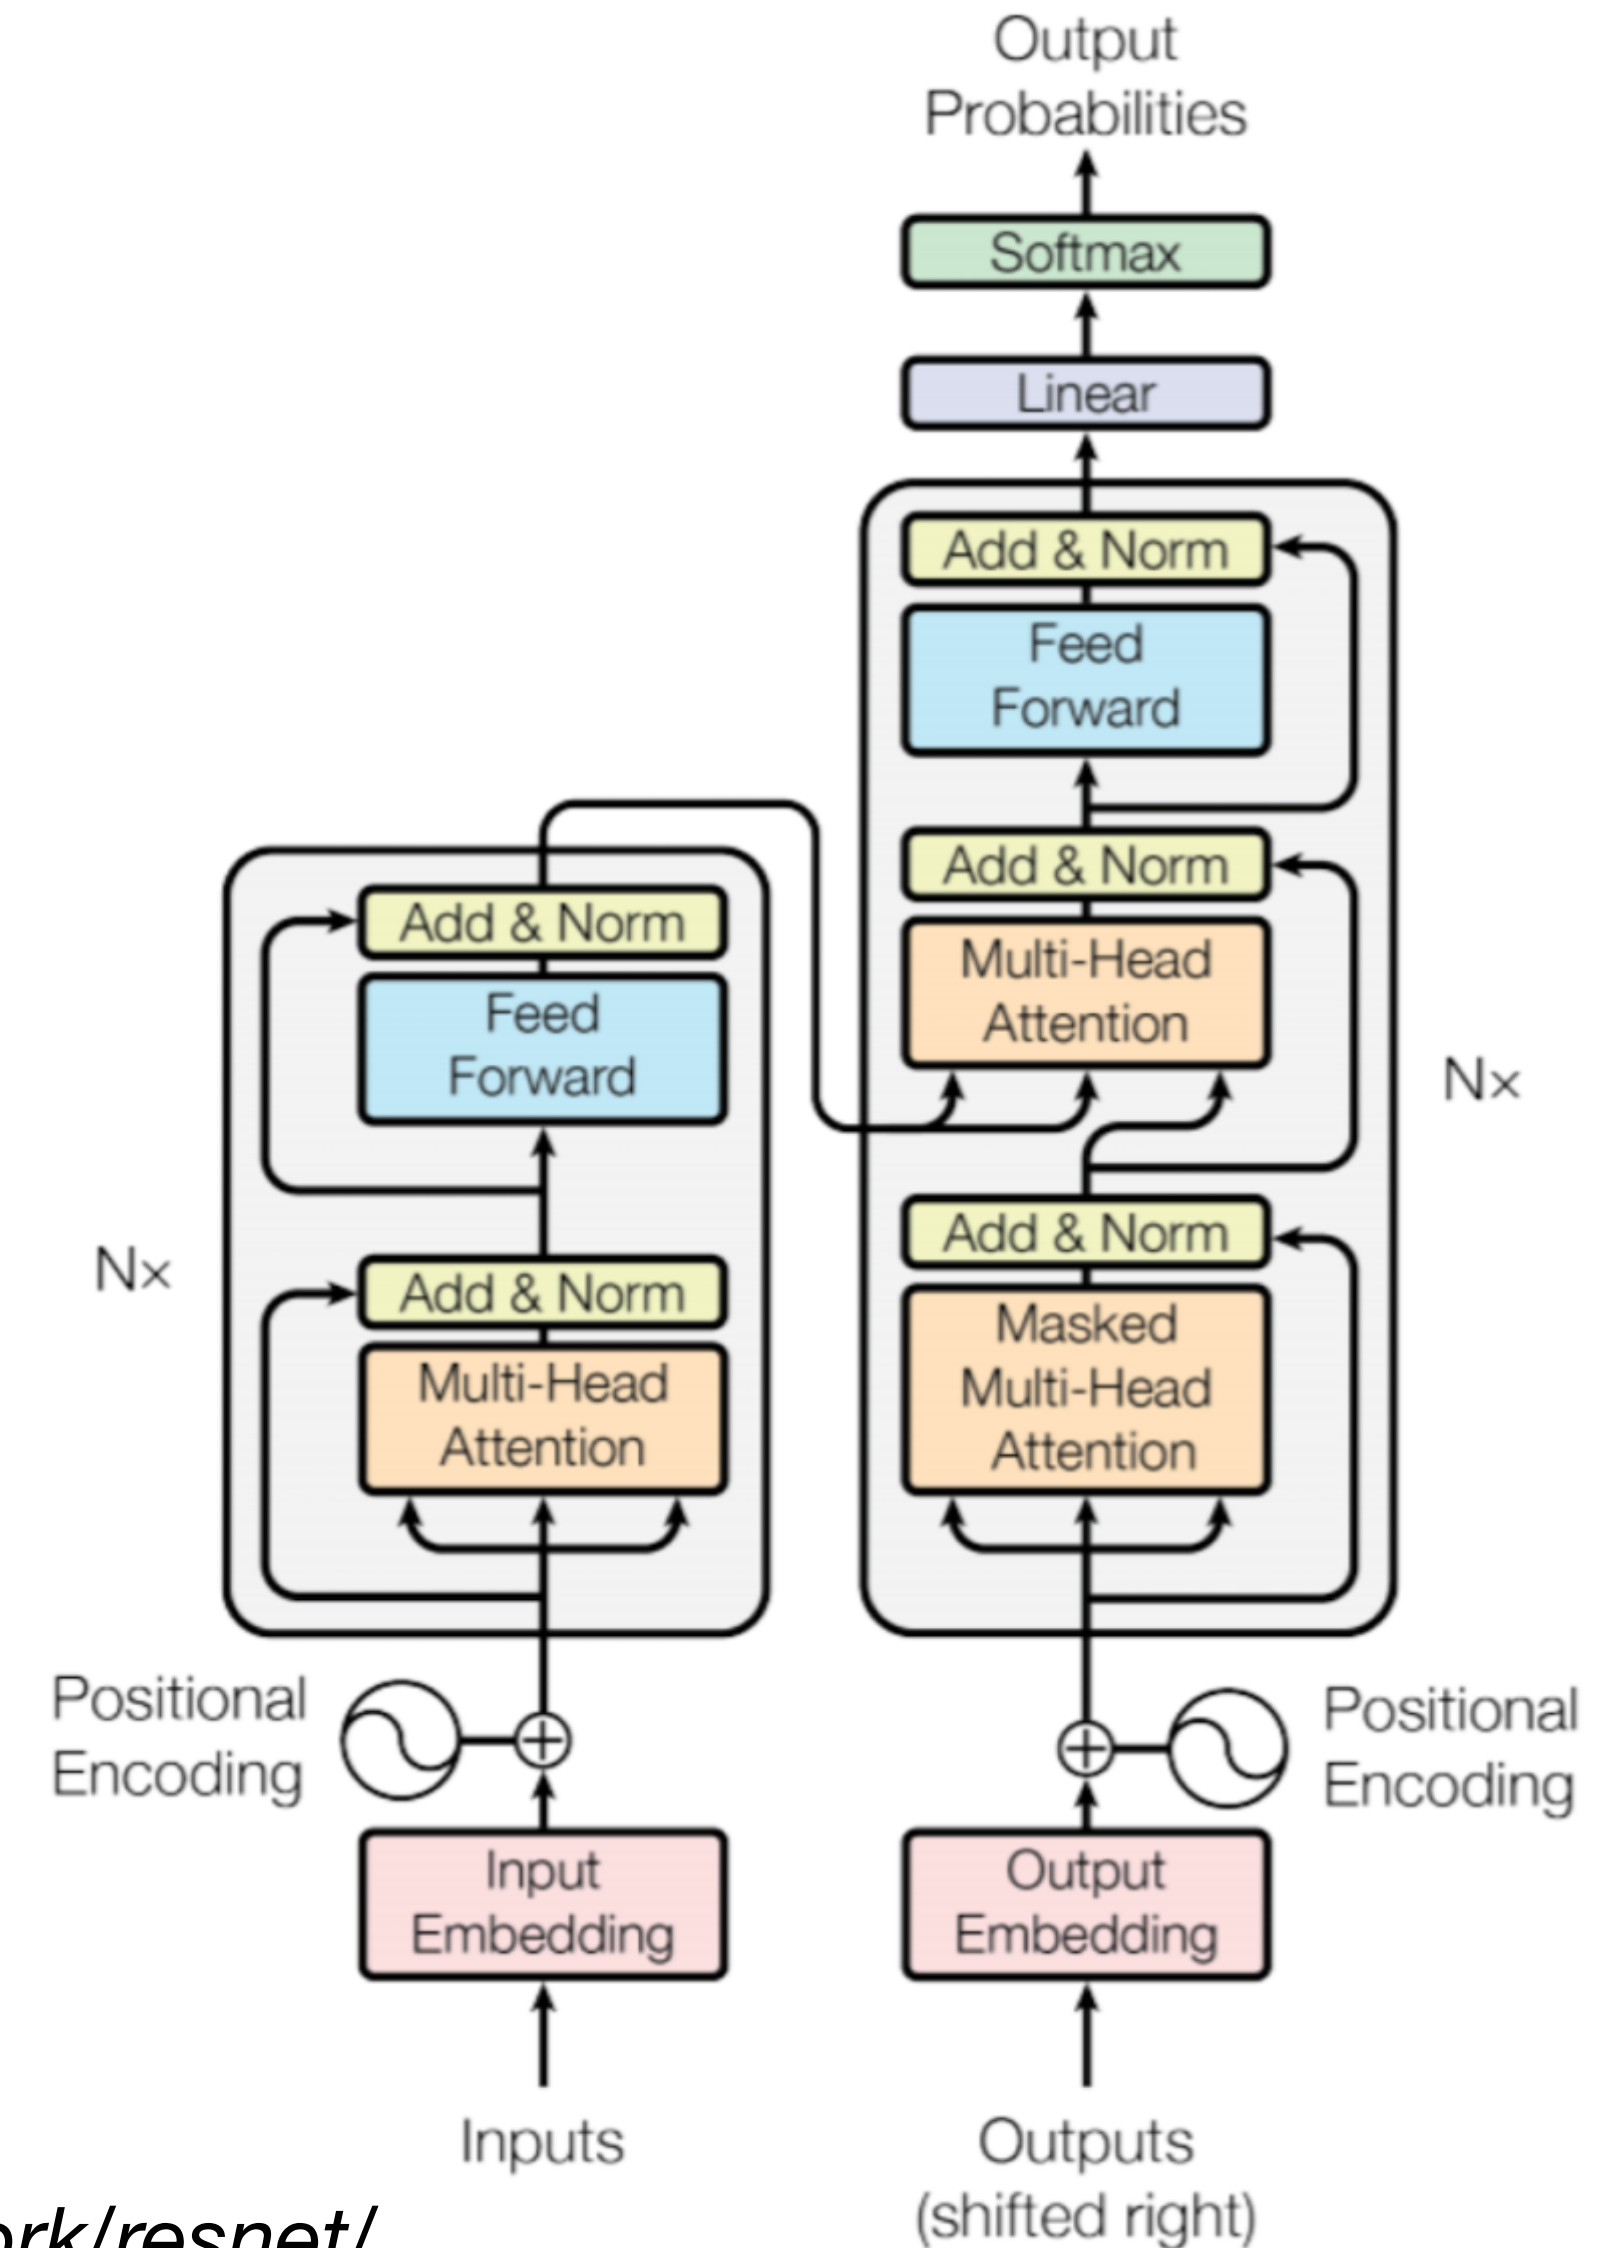 Output
Probabilities
Softmax
Linear
Add & Norm
Feed
Forward
Add & Norm
Multi-Head
Attention
Nx
Add & Norm
Masked
Multi-Head
Attention
Add & Norm
Feed
Forward
Nx
Add & Norm
Multi-Head
Attention
Positional
Encoding
Positional
Encoding
Input
Embedding
Output
Embedding
Inputs
Outputs
(shifted right)
/resnet/